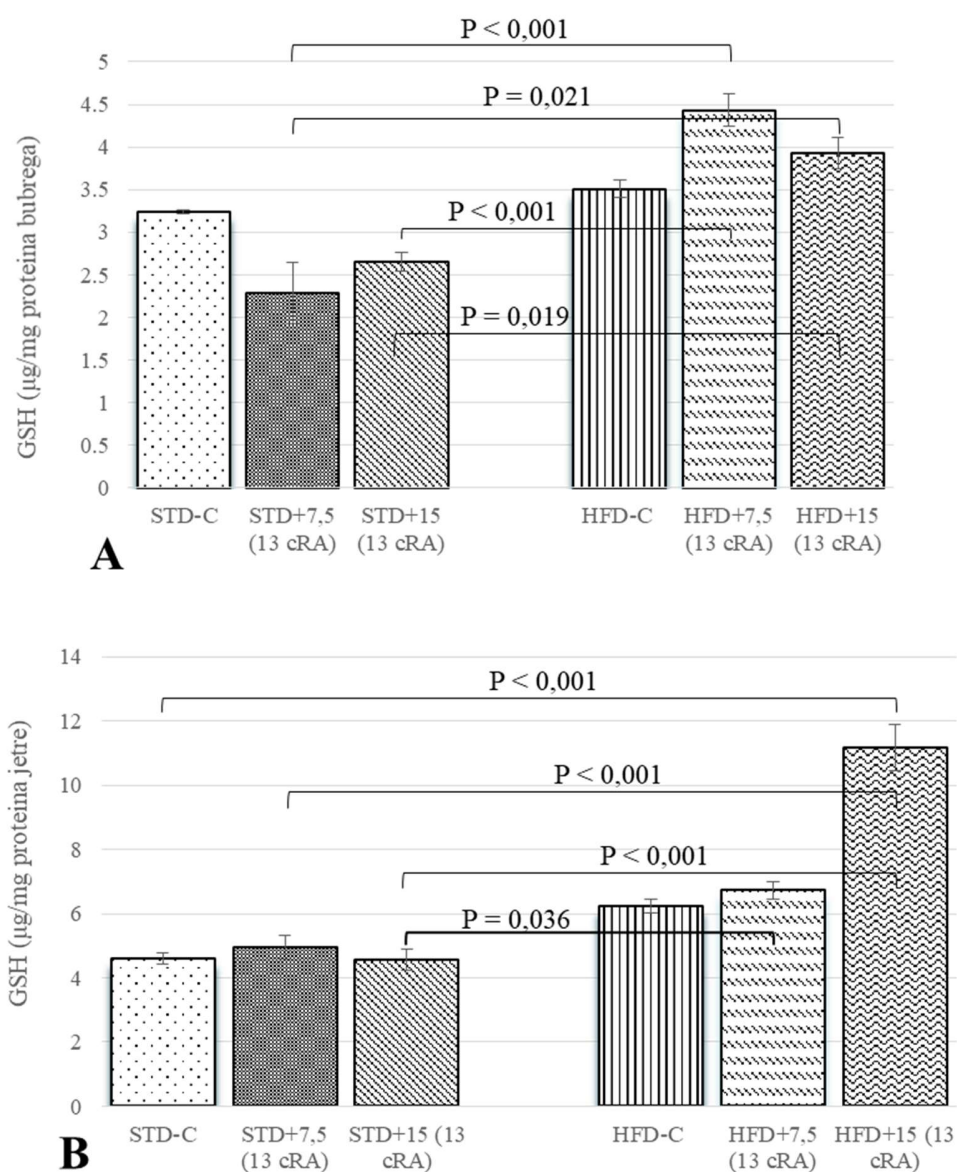 P < 0,001
5
P = 0,021
4.5
4
3.5
P < 0,001
3
2.5
P = 0,019
2
1.5
1
0.5
0
GSH (µg/mg proteina bubrega)
STD-C
STD+7,5
(13 cRA)
STD+15
(13 cRA)
HFD-C
HFD+7,5
(13 cRA)
HFD+15
(13 cRA)
A
14
P < 0,001
12
P < 0,001
10
8
P < 0,001
6
P = 0,036
4
2
0
GSH (µg/mg proteina jetre)
STD-C
STD+7,5
(13 cRA)
STD+15 (13
cRA)
HFD-C
HFD+7,5
(13 cRA)
HFD+15 (13
cRA)
B